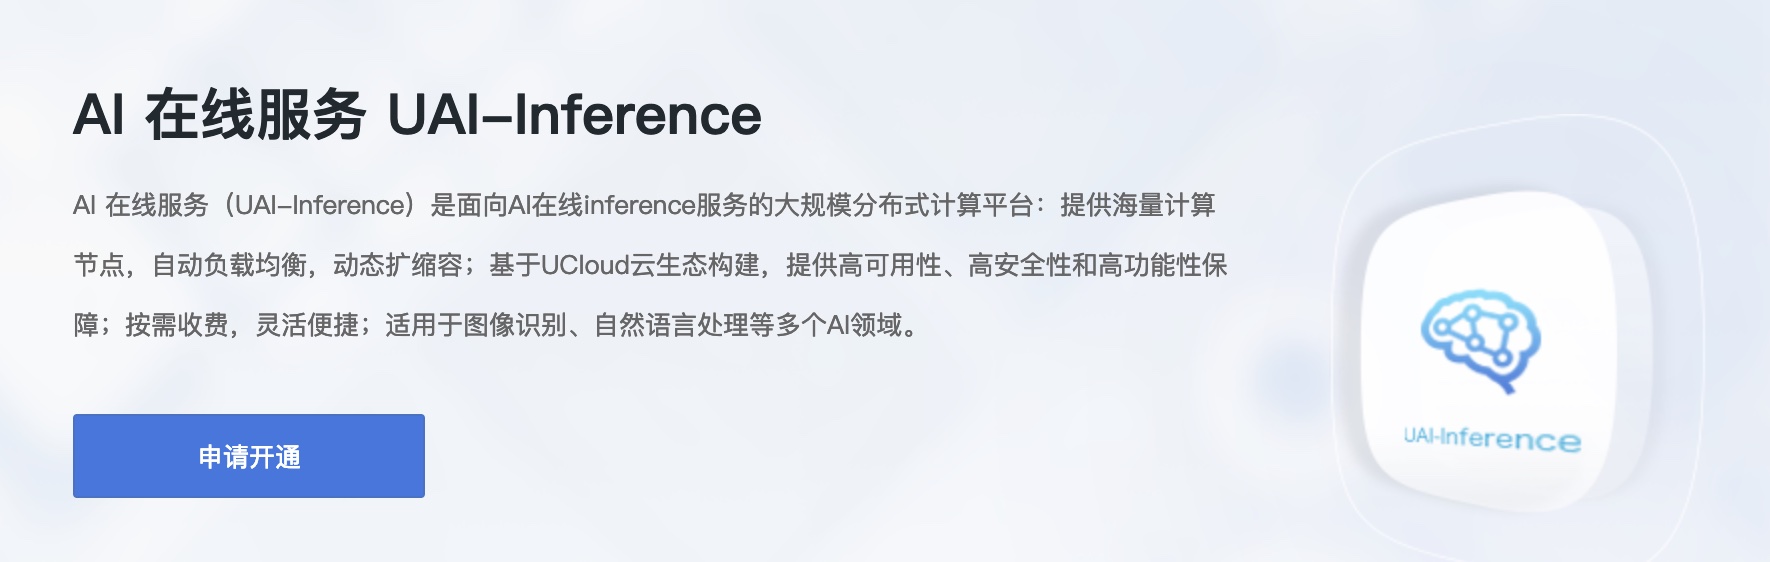 AI 在线服务 UAI-Inference
AI 在线服务（UAI-Inference）是面向AI在线inference服务的大规模分布式计算平台：提供海量计算
节点，自动负载均衡，动态扩缩容；基于UCloud云生态构建，提供高可用性、高安全性和高功能性保
障；按需收费，灵活便捷；适用于图像识别、自然语言处理等多个AI领域。
申请开通
UAI-Inference